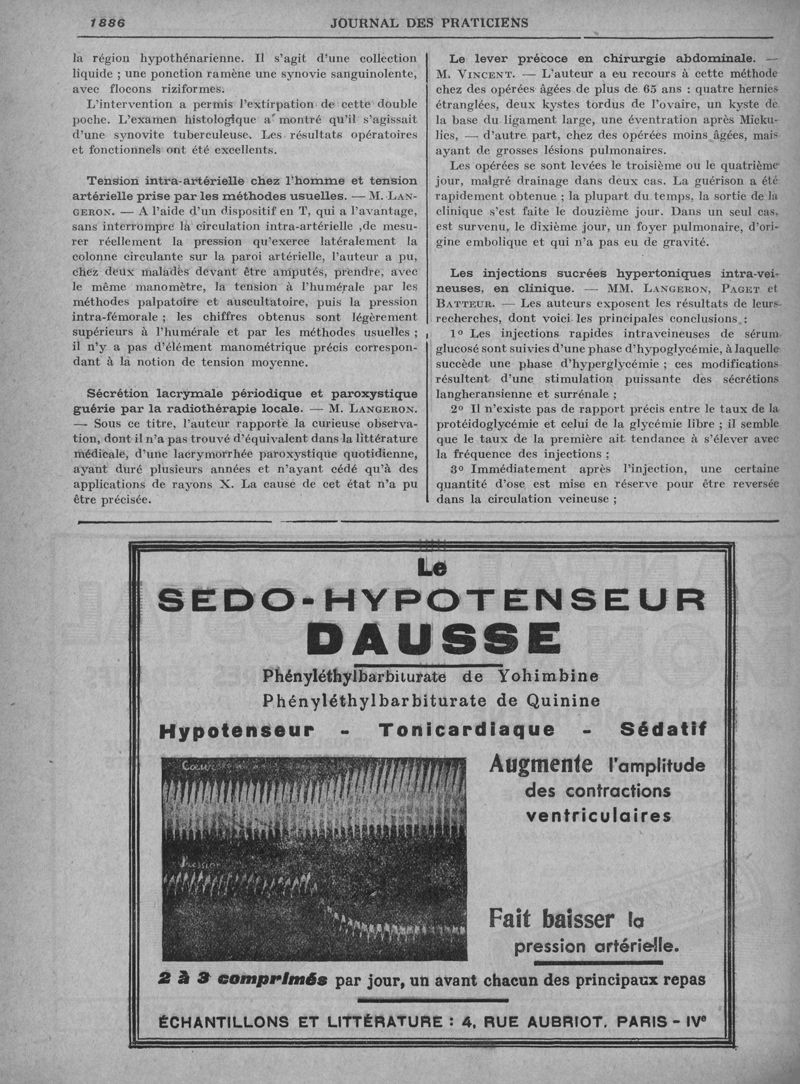 1886
JOURNAL DES PRATICIENS
la région hypothénarienne. Il s'agit d'une collection
liquide ; une ponction ramène une synovie sanguinolente,
avec flocons riziformes.
L'intervention a permis l'extirpation de cette double
poche. L'examen histologique a montré qu'il s'agissait
d'une synovite tuberculeuse. Les résultats opératoires
et fonctionnels ont été excellents.
Tension intra-artérielle chez l'homme et tension
artérielle prise par les méthodes usuelles. — M. LAN-
GERON. — A l'aide d'un dispositif en T, qui a l'avantage,
sans interrompre la circulation intra-artérielle ,de mesu-
rer réellement la pression qu'exerce latéralement la
colonne circulante sur la paroi artérielle, l'auteur a pu,
chez deux malades devant être amputés, prendre, avec
le même manomètre, la tension à l'humérale par les
méthodes palpatoire et auscultatoire, puis la pression
intra-fémorale ; les chiffres obtenus sont légèrement
supérieurs à l'humérale et par les méthodes usuelles ;
il n'y a pas d'élément manométrique précis correspon-
dant à la notion de tension moyenne.
Sécrétion lacrymale périodique et paroxystique
guérie par la radiothérapie locale. — M. LANGERON.
— Sous ce titre, l'auteur rapporte la curieuse observa-
tion, dont il n'a pas trouvé d'équivalent dans la littérature
médicale, d'une lacrymorrhée paroxystique quotidienne,
ayant duré plusieurs années et n'ayant cédé qu'à des
applications de rayons X. La cause de cet état n'a pu
être précisée.
Le lever précoce en chirurgie abdominale. —
M. VINCENT. — L'auteur a eu recours à cette méthode
chez des opérées âgées de plus de 65 ans : quatre hernies
étranglées, deux kystes tordus de l'ovaire, un kyste de
la base du ligament large, une éventration après Micku-
lics, — d'autre part, chez des opérées moins âgées, mais
ayant de grosses lésions pulmonaires.
Les opérées se sont levées le troisième ou le quatrième
jour, malgré drainage dans deux cas. La guérison a été
rapidement obtenue ; la plupart du temps, la sortie de la
clinique s'est faite le douzième jour. Dans un seul cas,
est survenu, le dixième jour, un foyer pulmonaire, d'ori-
gine embolique et qui n'a pas eu de gravité.
Les injections sucrées hypertoniques intra-vei-
neuses, en clinique. — MM. LANGERON, PAGET et
BATTEUR. — Les auteurs exposent les résultats de leurs
recherches, dont voici les principales conclusions :
1º Les injections rapides intraveineuses de sérum
glucosé sont suivies d'une phase d'hypoglycémie, à laquelle
succède une phase d'hyperglycémie ; ces modifications
résultent d'une stimulation puissante des sécrétions
langheransienne et surrénale ;
2º Il n'existe pas de rapport précis entre le taux de la
protéidoglycémie et celui de la glycémie libre ; il semble
que le taux de la première ait tendance à s'élever avec
la fréquence des injections ;
3º Immédiatement après l'injection, une certaine
quantité d'ose est mise en réserve pour être reversée
dans la circulation veineuse ;
Le
SEDO-HYPOTENSEUR
DAUSSE
Phényléthylbarbiturate de Yohimbine
Phényléthylbarbiturate de Quinine
Hypotenseur - Tonicardiaque - Sédatif
Cœur
Pression
Augmente l'amplitude
des contractions
ventriculaires
Fait baisser la
pression artérielle.
2 à 3 comprimés par jour, un avant chacun des principaux repas
ÉCHANTILLONS ET LITTÉRATURE : 4, RUE AUBRIOT, PARIS - IVe